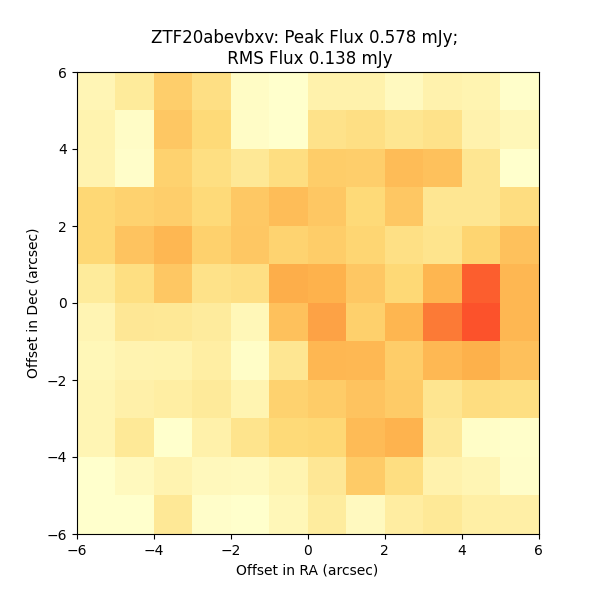 ZTF20abevbxv: Peak Flux 0.578 mJy;
RMS Flux 0.138 mJy
6
4
2
0
−2
−4
−6
Offset in Dec (arcsec)
−6 −4 −2 0 2 4 6
Offset in RA (arcsec)